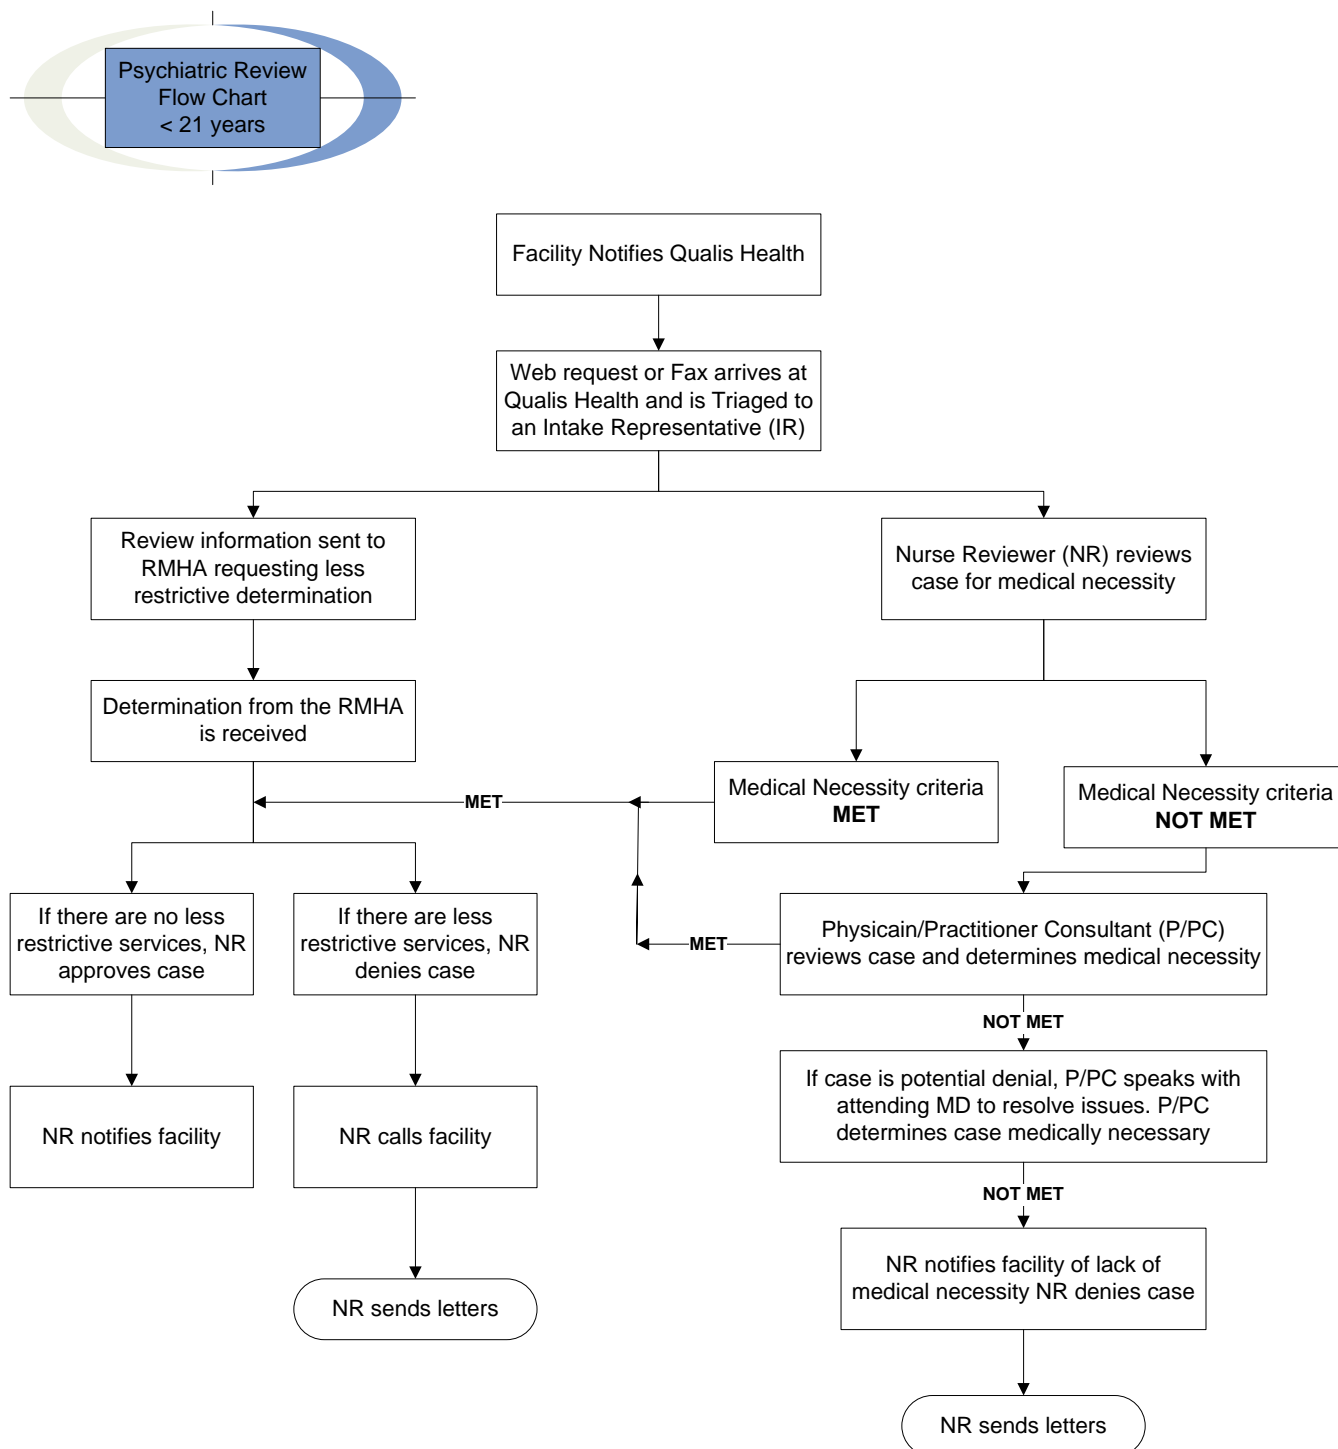 Psychiatric Review
Flow Chart
< 21 years
Facility Notifies Qualis Health
Web request or Fax arrives at
Qualis Health and is Triaged to
an Intake Representative (IR)
Review information sent to
RMHA requesting less
restrictive determination
Nurse Reviewer (NR) reviews
case for medical necessity
Determination from the RMHA
is received
MET
Medical Necessity criteria
MET
Medical Necessity criteria
NOT MET
If there are no less
restrictive services, NR
approves case
If there are less
restrictive services, NR
denies case
MET
Physicain/Practitioner Consultant (P/PC)
reviews case and determines medical necessity
NOT MET
If case is potential denial, P/PC speaks with
attending MD to resolve issues. P/PC
determines case medically necessary
NR notifies facility
NR calls facility
NOT MET
NR notifies facility of lack of
medical necessity NR denies case
NR sends letters
NR sends letters